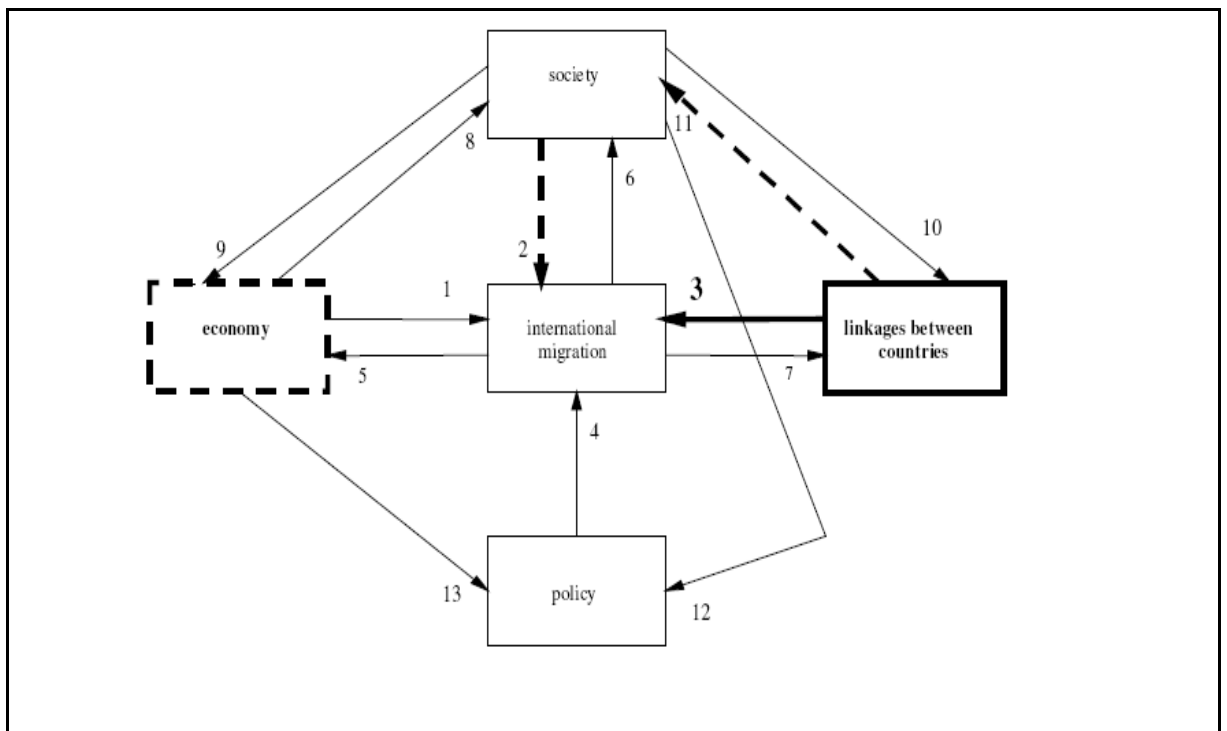 society
11
8
6
10
9
2
1
3
economy
international
migration
linkages between
countries
5
7
4
13
policy
12